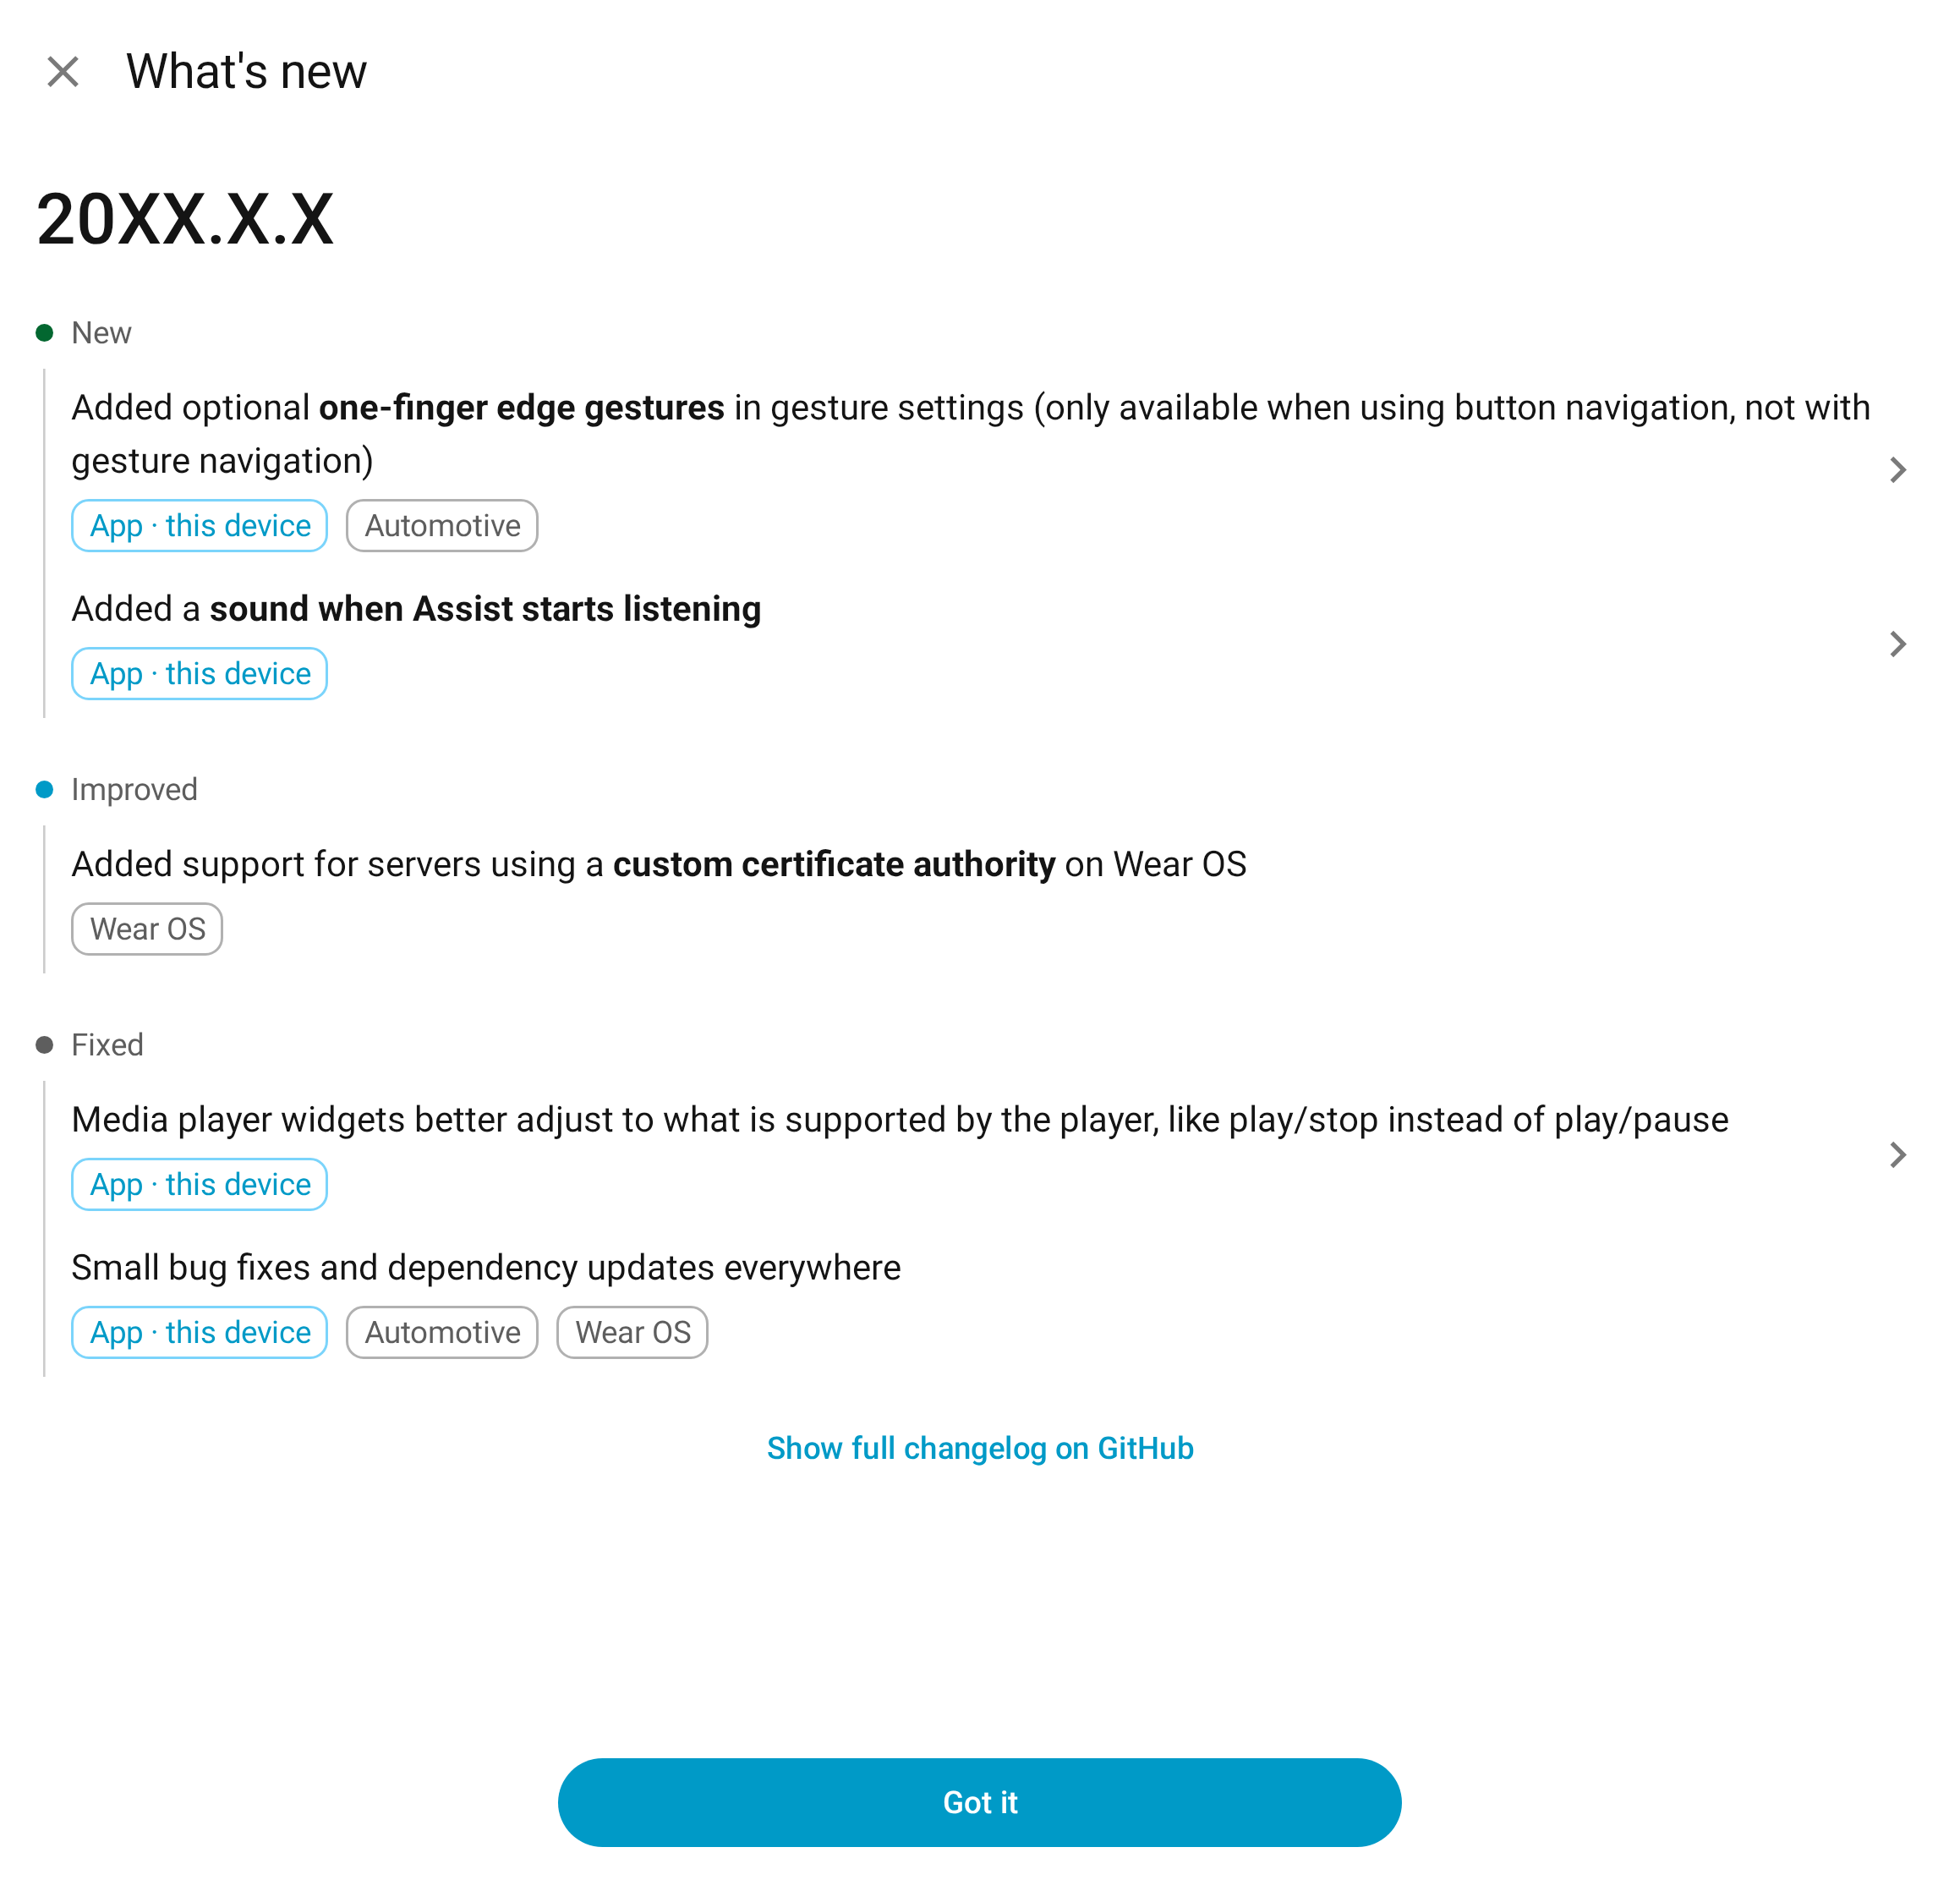 What's new
20XX.X.X
New
Added optional one-finger edge gestures in gesture settings (only available when using button navigation, not with
gesture navigation)
App · this device Automotive
Added a sound when Assist starts listening
App · this device
Improved
Added support for servers using a custom certificate authority on Wear OS
Wear OS
Fixed
Media player widgets better adjust to what is supported by the player, like play/stop instead of play/pause
App · this device
Small bug fixes and dependency updates everywhere
App · this device Automotive Wear OS
Show full changelog on GitHub
Got it